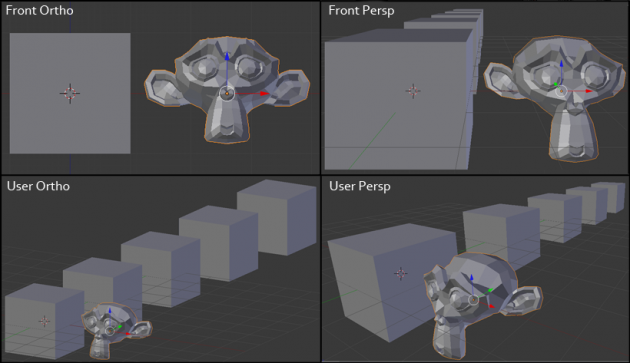 Front Ortho
Front Persp
User Ortho
User Persp